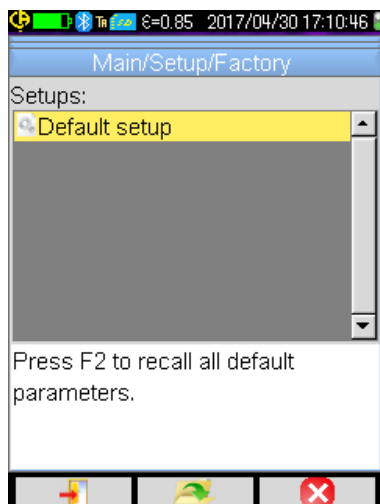 ε=0.85 2017/04/30 17:10:46
Main/Setup/Factory
Setups:
Default setup
Press F2 to recall all default
parameters.